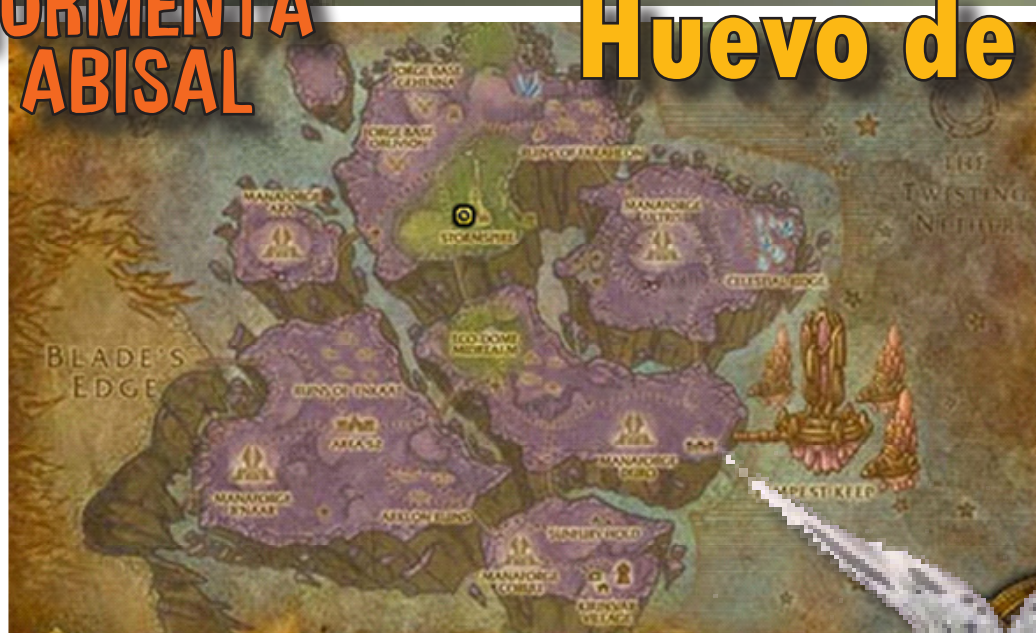 ORMENTA
ABISAL
Huevo de
FORGE BASE
GEHENNA
FORGE BASE
OBLIVION
RUINS OF FARAHLON
THE
TWISTING
NETHER
MANAFORGE
ARA
MANAFORGE
ULTRIS
STORMSPIRE
CELESTIAL RIDGE
ECO-DOME
MIDREALM
BLADE'S
EDGE
RUINS OF ENKAAT
AREA 52
MANAFORGE
DURO
MANAFORGE
B'NAAR
MPEST KEEP
ARKLON RUINS
SUNFURY HOLD
MANAFORGE
CORUU
KIRIN'VAR
VILLAGE